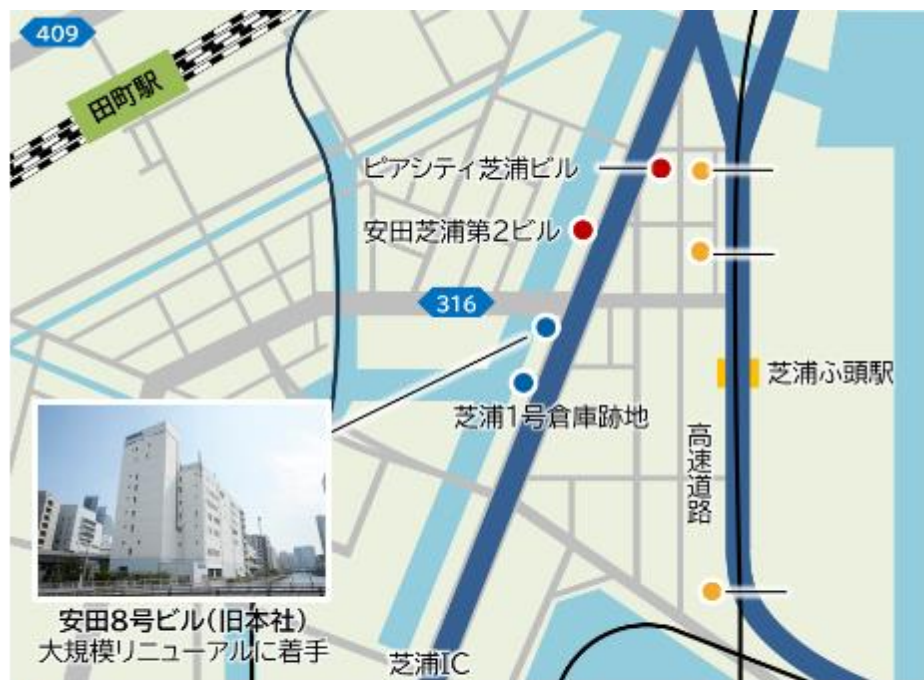 409
田町駅
ピアシティ芝浦ビル
安田芝浦第2ビル
316
芝浦ふ頭駅
芝浦1号倉庫跡地
高速道路
安田8号ビル(旧本社)
大規模リニューアルに着手
芝浦IC